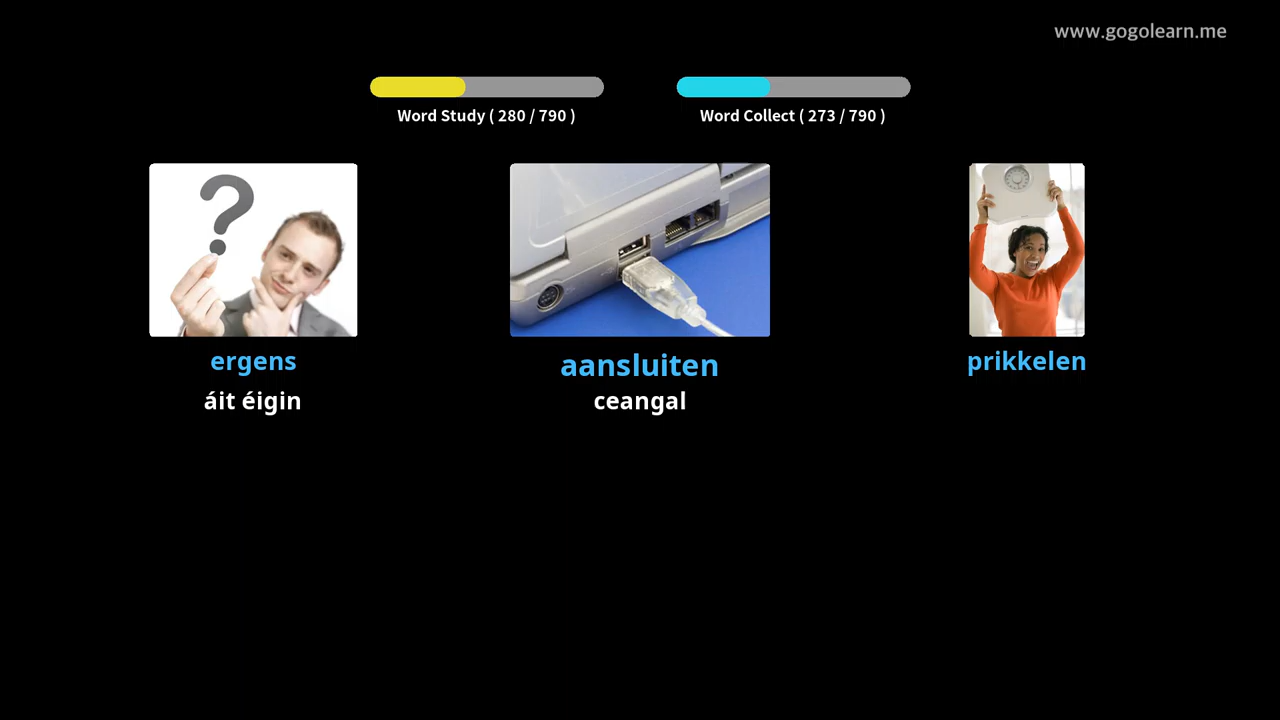 www.gogolearn.me
Word Study ( 280 / 790 )
Word Collect ( 273 / 790 )
ergens
áit éigin
aansluiten
ceangal
prikkelen